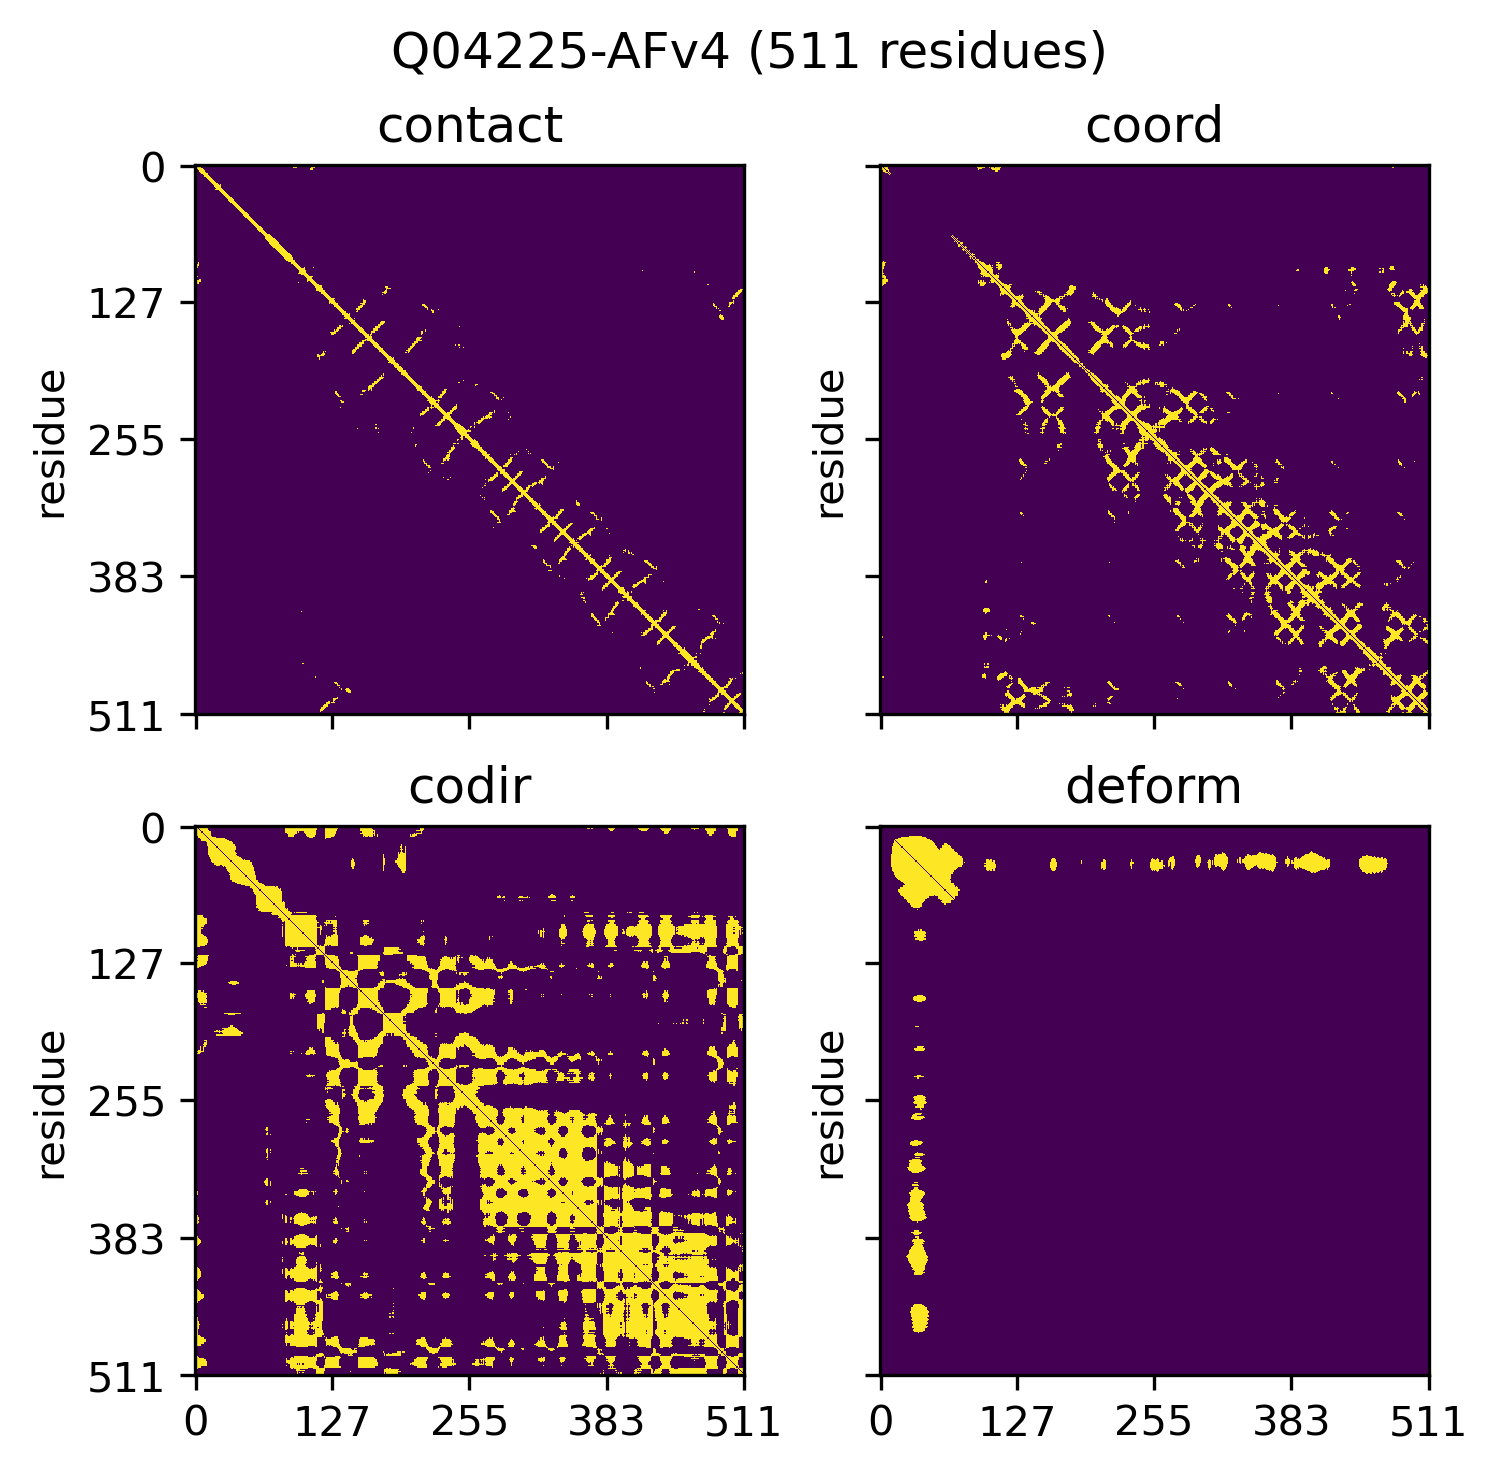 Q04225-AFv4 (511 residues)
contact
coord
0
127
255
383
511
residue
residue
codir
deform
0
127
255
383
511
residue
residue
0 127 255 383 511
0 127 255 383 511